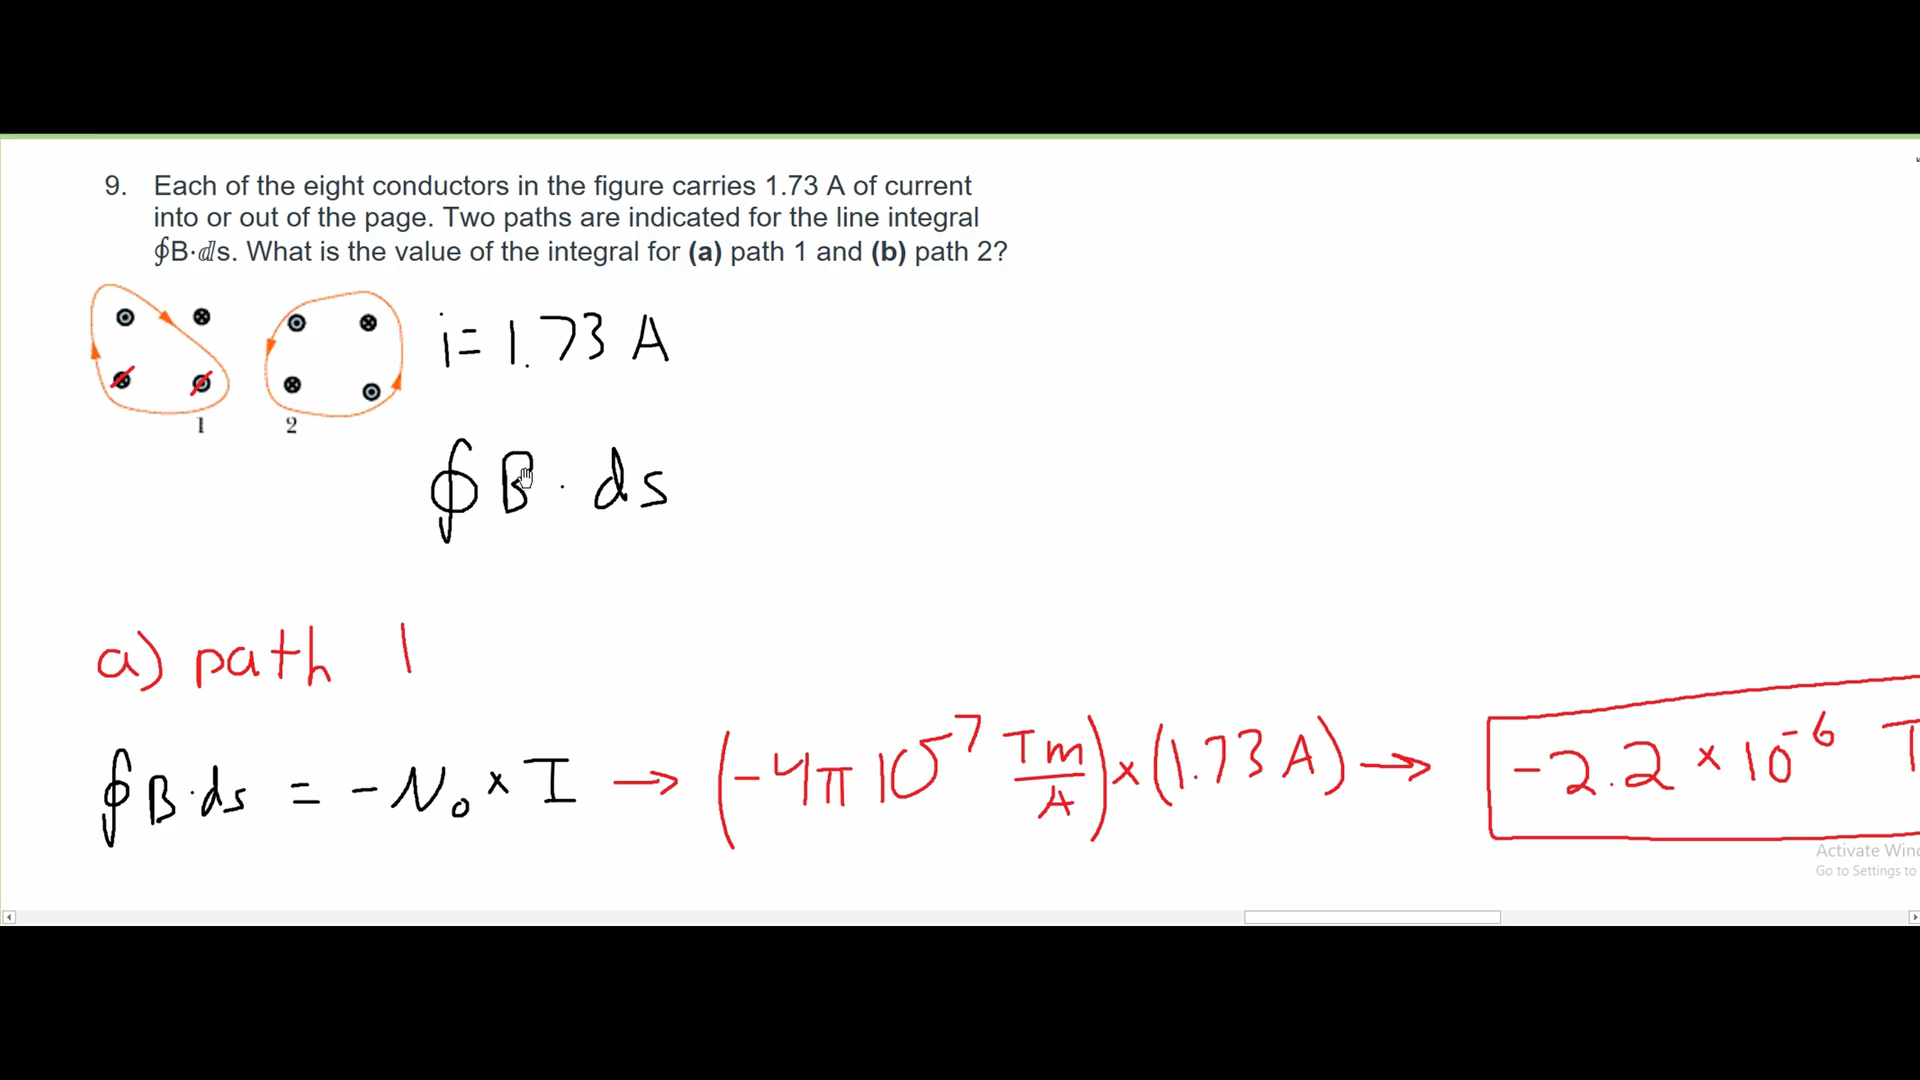 9. Each of the eight conductors in the figure carries 1.73 A of current
into or out of the page. Two paths are indicated for the line integral
∮B·ⅆs. What is the value of the integral for (a) path 1 and (b) path 2?
1 2
i = 1.73 A
∮ B · ds
a) path 1
∮ B·ds = -N₀ × I → (-4π 10⁻⁷ Tm/A) × (1.73 A) → -2.2 × 10⁻⁶ T
Activate Win
Go to Settings to